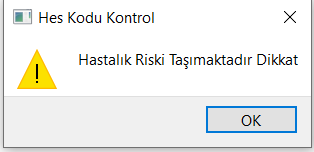 Hes Kodu Kontrol
Hastalık Riski Taşımaktadır Dikkat
OK